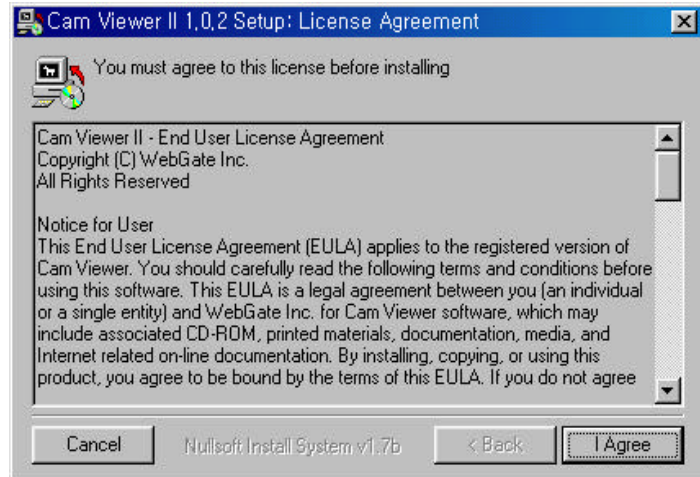 Cam Viewer II 1,0,2 Setup: License Agreement
You must agree to this license before installing
Cam Viewer II - End User License Agreement
Copyright (C) WebGate Inc.
All Rights Reserved
Notice for User
This End User License Agreement (EULA) applies to the registered version of
Cam Viewer. You should carefully read the following terms and conditions before
using this software. This EULA is a legal agreement between you (an individual
or a single entity) and WebGate Inc. for Cam Viewer software, which may
include associated CD-ROM, printed materials, documentation, media, and
Internet related on-line documentation. By installing, copying, or using this
product, you agree to be bound by the terms of this EULA. If you do not agree
Cancel
Nullsoft Install System v1.7b
< Back
I Agree